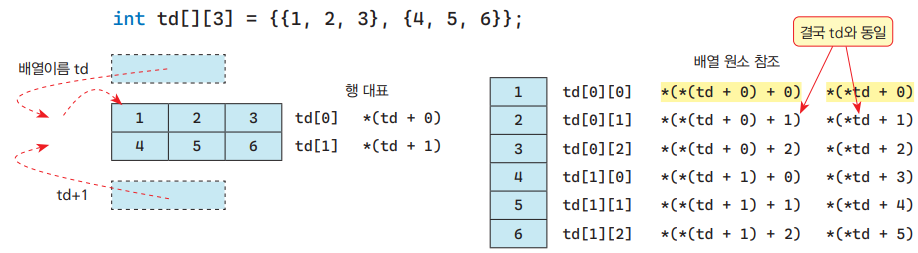 int td[][3] = {{1, 2, 3}, {4, 5, 6}};
결국 td와 동일
배열이름 td
행 대표
1 2 3 td[0] *(td + 0)
4 5 6 td[1] *(td + 1)
td+1
배열 원소 참조
1 td[0][0] *(*(td + 0) + 0) *(*td + 0)
2 td[0][1] *(*(td + 0) + 1) *(*td + 1)
3 td[0][2] *(*(td + 0) + 2) *(*td + 2)
4 td[1][0] *(*(td + 1) + 0) *(*td + 3)
5 td[1][1] *(*(td + 1) + 1) *(*td + 4)
6 td[1][2] *(*(td + 1) + 2) *(*td + 5)